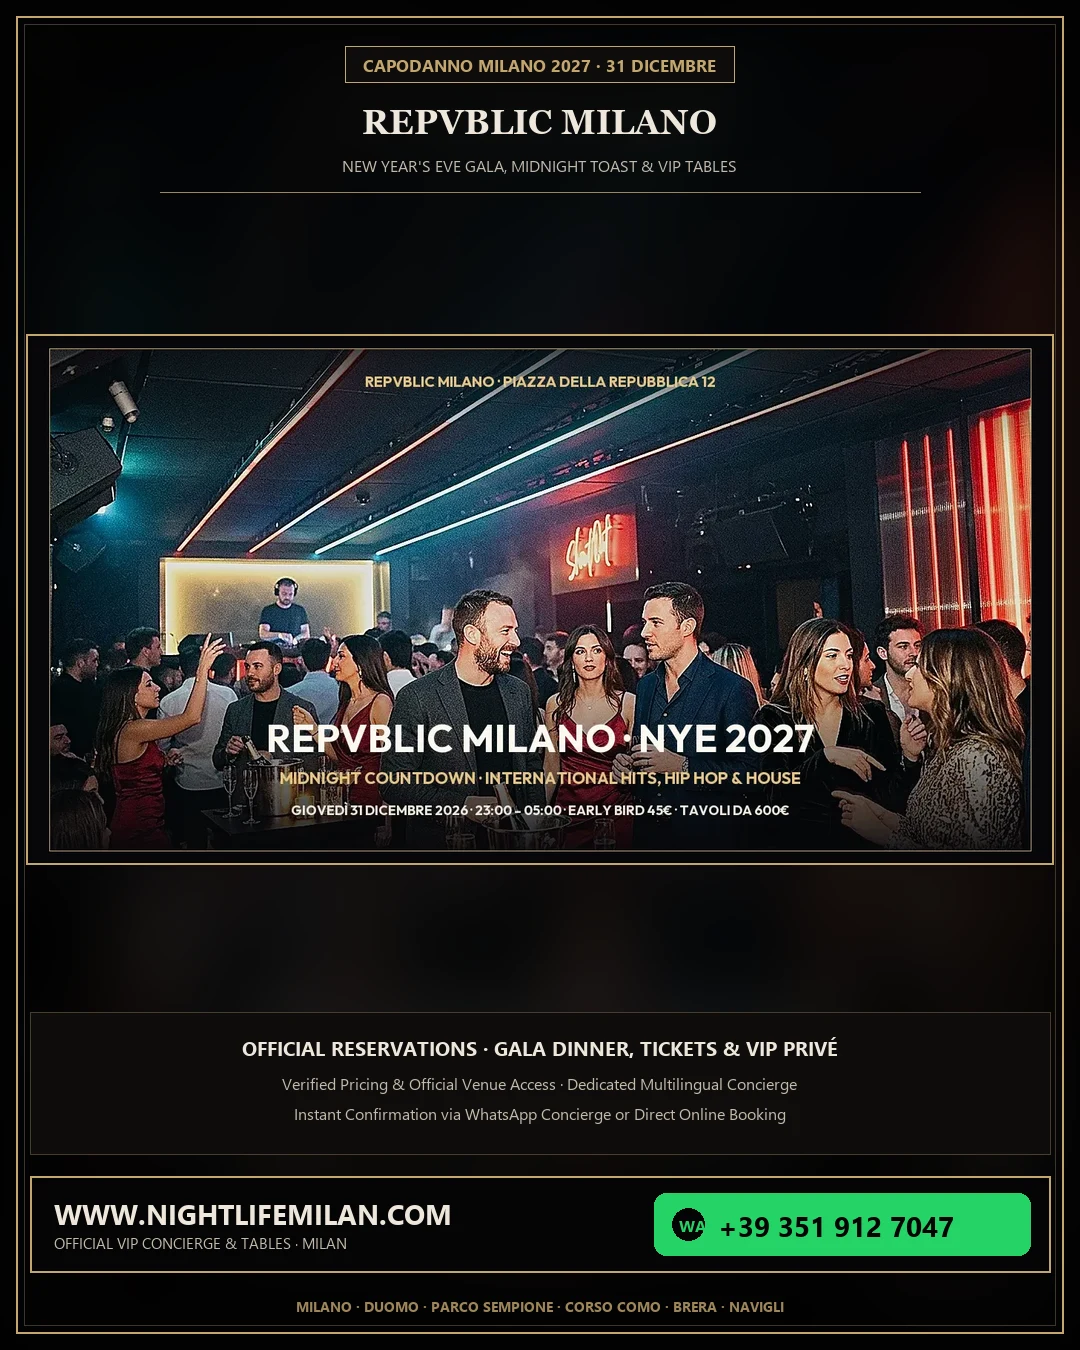 CAPODANNO MILANO 2027 · 31 DICEMBRE
REPVBLIC MILANO
NEW YEAR'S EVE GALA, MIDNIGHT TOAST & VIP TABLES
REPVBLIC MILANO · PIAZZA DELLA REPUBBLICA 12
REPVBLIC MILANO · NYE 2027
MIDNIGHT COUNTDOWN · INTERNATIONAL HITS, HIP HOP & HOUSE
GIOVEDÌ 31 DICEMBRE 2026 · 23:00 – 05:00 · EARLY BIRD 45€ · TAVOLI DA 600€
OFFICIAL RESERVATIONS · GALA DINNER, TICKETS & VIP PRIVÉ
Verified Pricing & Official Venue Access · Dedicated Multilingual Concierge
Instant Confirmation via WhatsApp Concierge or Direct Online Booking
WWW.NIGHTLIFEMILAN.COM
OFFICIAL VIP CONCIERGE & TABLES · MILAN
WA +39 351 912 7047
MILANO · DUOMO · PARCO SEMPIONE · CORSO COMO · BRERA · NAVIGLI